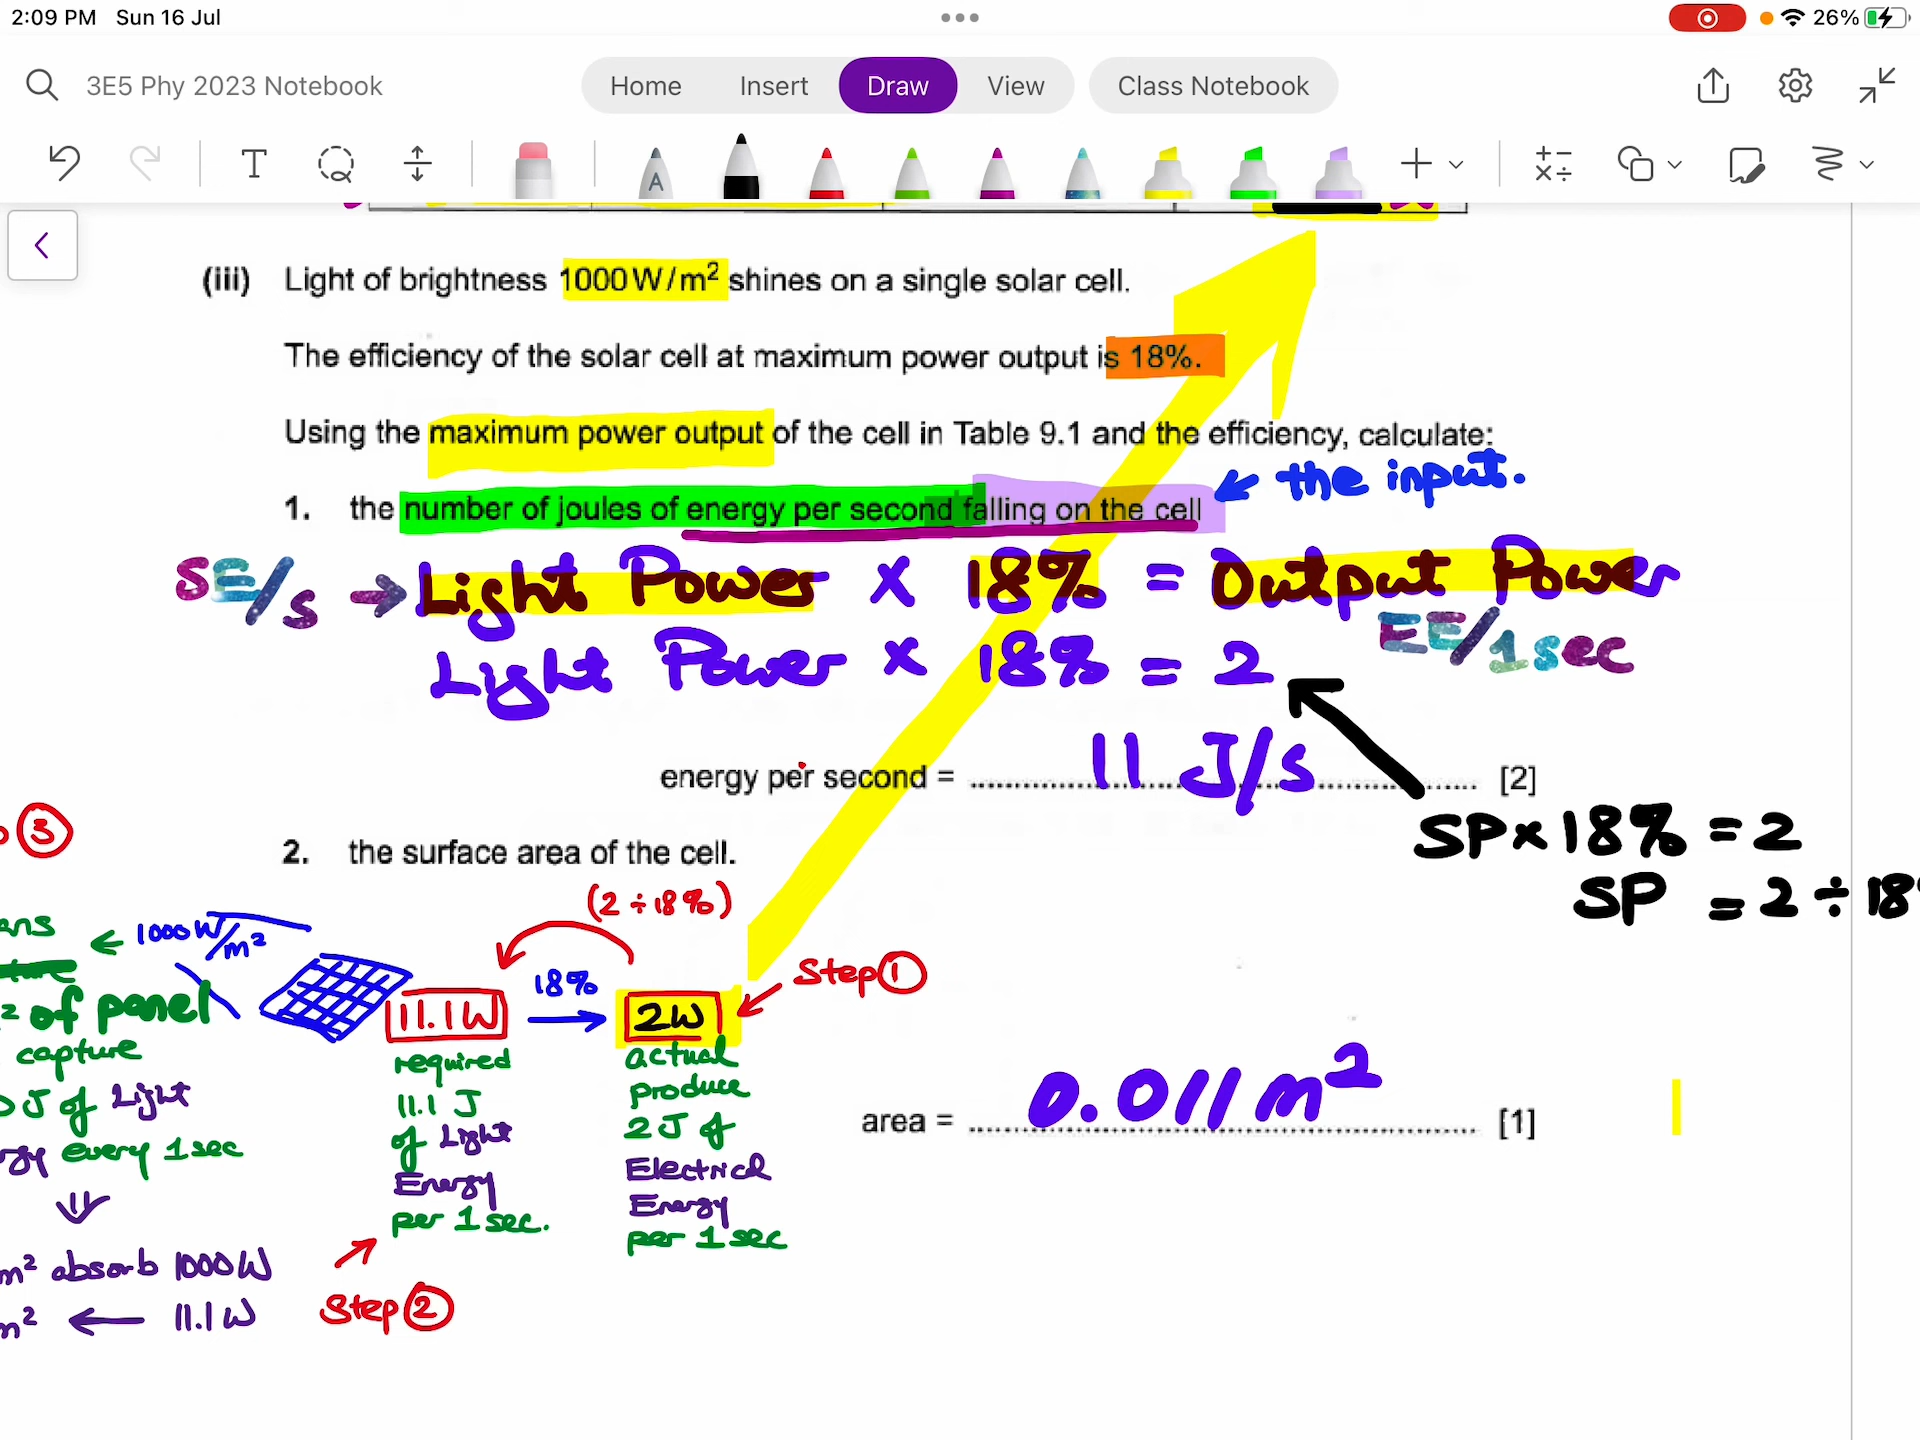 2:09 PM Sun 16 Jul
26%
3E5 Phy 2023 Notebook
Home Insert Draw View Class Notebook
T
A
(iii) Light of brightness 1000 W/m² shines on a single solar cell.
The efficiency of the solar cell at maximum power output is 18%.
Using the maximum power output of the cell in Table 9.1 and the efficiency, calculate:
the input.
1. the number of joules of energy per second falling on the cell
SE/s → Light Power × 18% = Output Power
EE/1sec
Light Power × 18% = 2
energy per second = 11 J/s [2]
SP × 18% = 2
SP = 2 ÷ 18
③
2. the surface area of the cell.
(2 ÷ 18%)
← 1000 W/m²
18%
Step ①
11.1W → 2W
² of panel
capture
J of Light
every 1sec
⇓
m² absorb 1000W
m² ← 11.1W
required
11.1 J
of Light
Energy
per 1 sec.
Step ②
actual
produce
2J of
Electrical
Energy
per 1 sec
area = 0.011 m² [1]